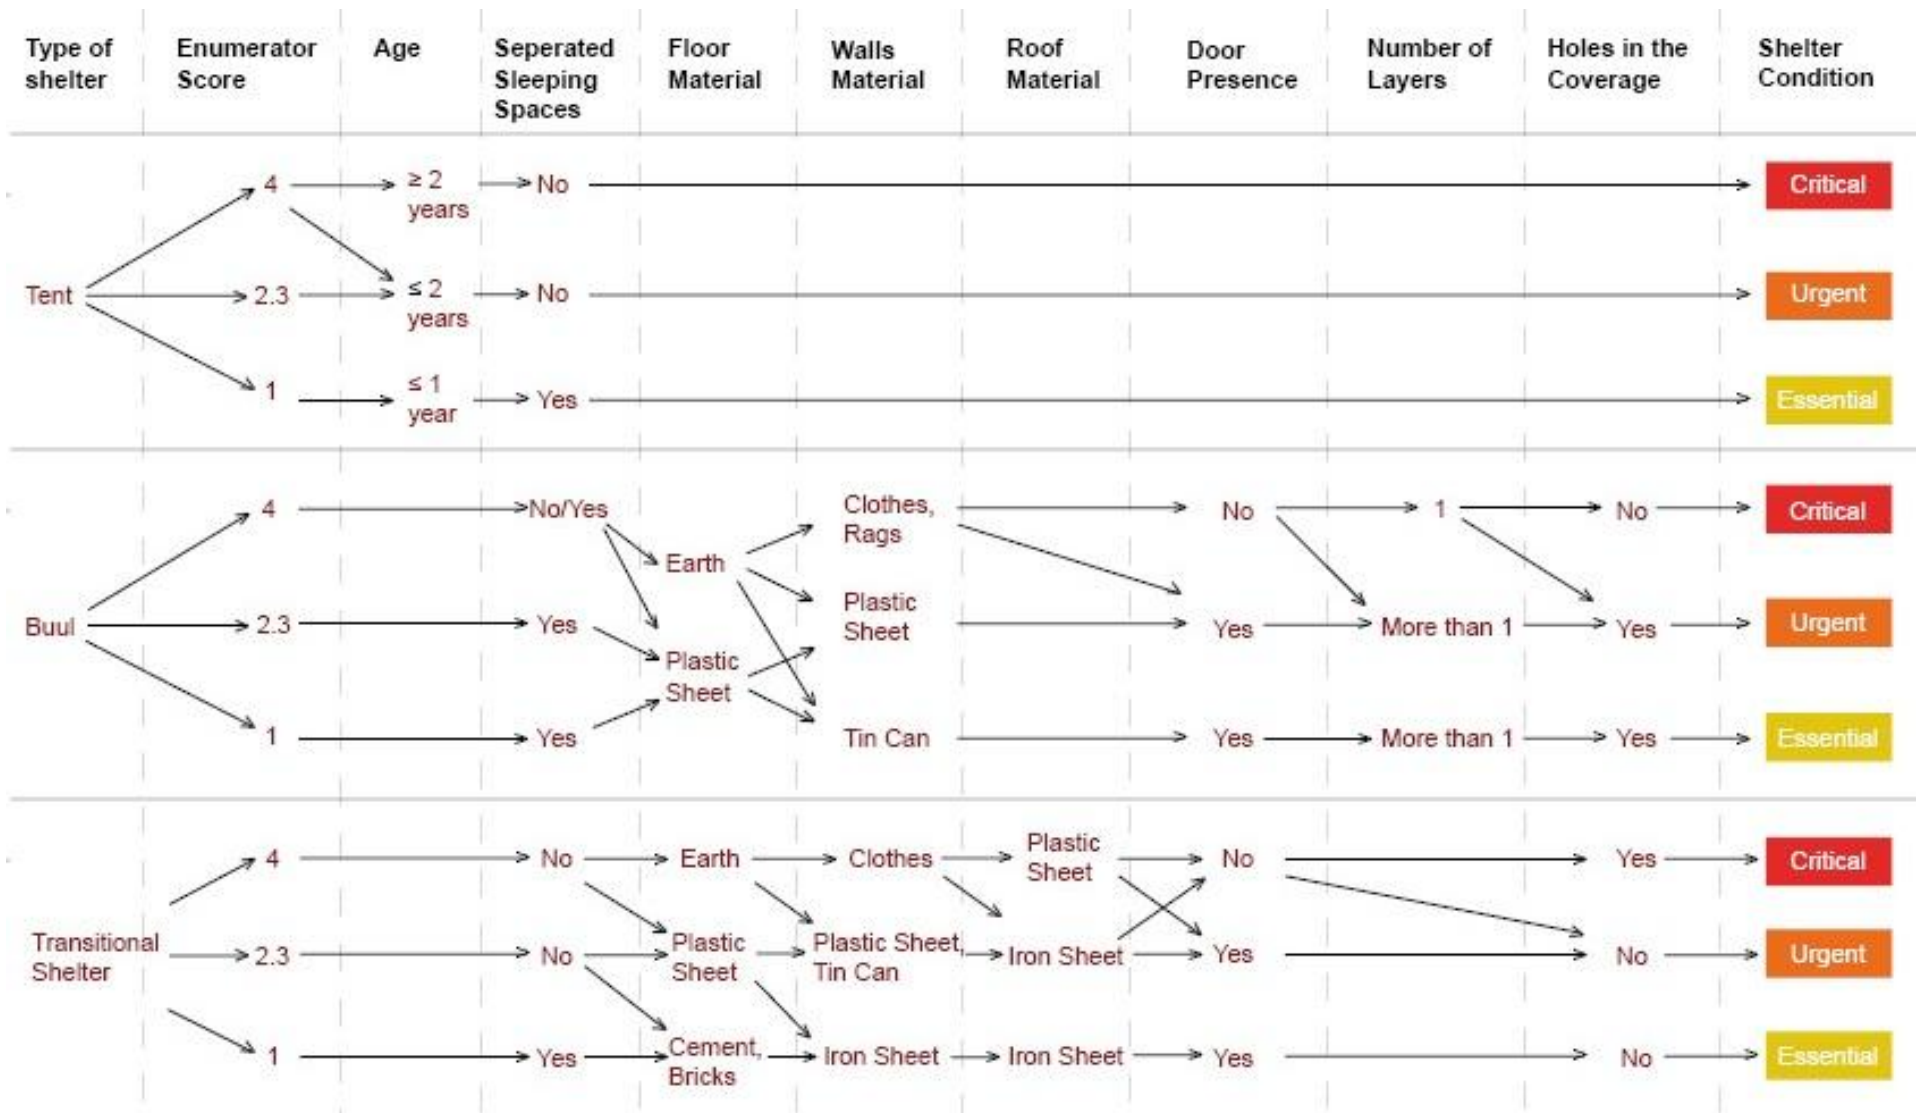 Type of shelter
Enumerator Score
Age
Seperated Sleeping Spaces
Floor Material
Walls Material
Roof Material
Door Presence
Number of Layers
Holes in the Coverage
Shelter Condition
Tent
4
≥ 2 years
No
Critical
2.3
≤ 2 years
No
Urgent
1
≤ 1 year
Yes
Essential
Buul
4
No/Yes
Earth
Clothes, Rags
No
1
No
Critical
2.3
Yes
Plastic Sheet
Plastic Sheet
Yes
More than 1
Yes
Urgent
1
Yes
Tin Can
Yes
More than 1
Yes
Essential
Transitional Shelter
4
No
Earth
Clothes
Plastic Sheet
No
Yes
Critical
2.3
No
Plastic Sheet
Plastic Sheet, Tin Can
Iron Sheet
Yes
No
Urgent
1
Yes
Cement, Bricks
Iron Sheet
Iron Sheet
Yes
No
Essential